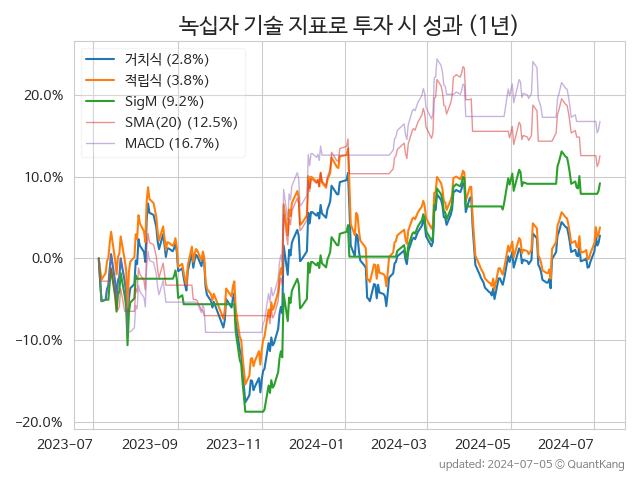 녹십자 기술 지표로 투자 시 성과 (1년)
거치식 (2.8%)
적립식 (3.8%)
SigM (9.2%)
SMA(20) (12.5%)
MACD (16.7%)
20.0%
10.0%
0.0%
−10.0%
−20.0%
2023-07 2023-09 2023-11 2024-01 2024-03 2024-05 2024-07
updated: 2024-07-05 © QuantKang